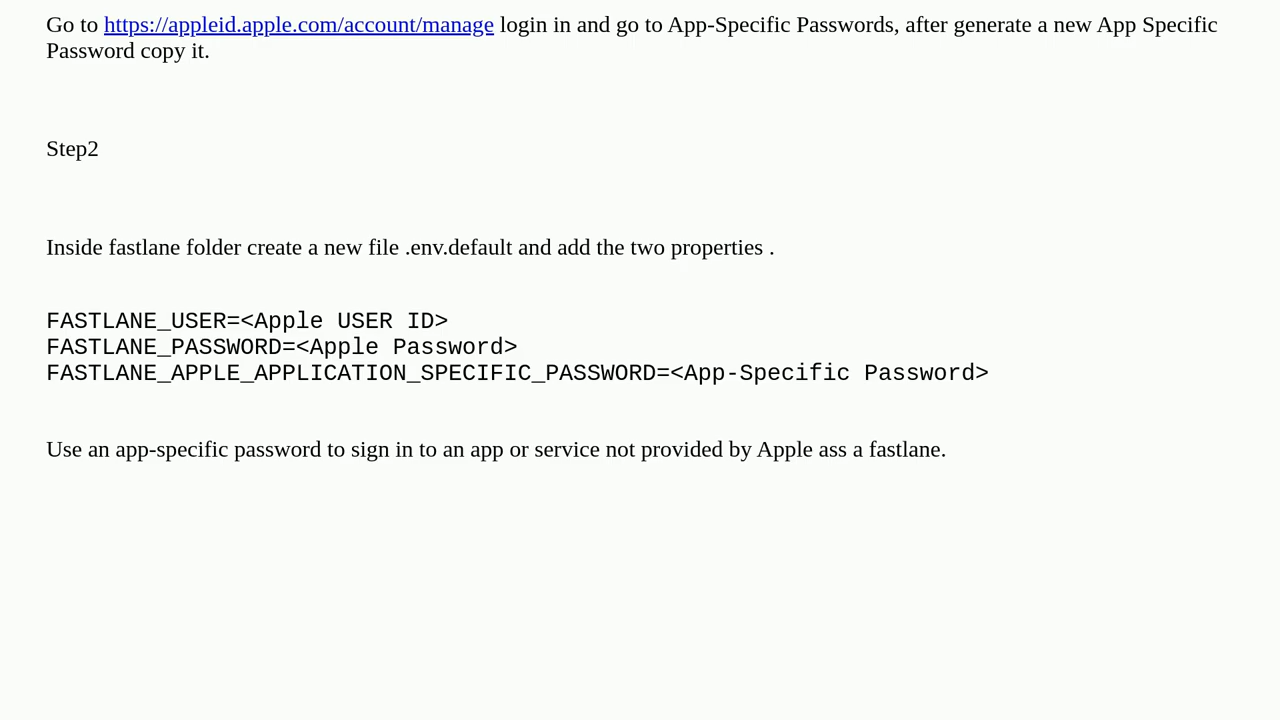 Go to https://appleid.apple.com/account/manage login in and go to App-Specific Passwords, after generate a new App Specific
Password copy it.
Step2
Inside fastlane folder create a new file .env.default and add the two properties .
FASTLANE_USER=<Apple USER ID>
FASTLANE_PASSWORD=<Apple Password>
FASTLANE_APPLE_APPLICATION_SPECIFIC_PASSWORD=<App-Specific Password>
Use an app-specific password to sign in to an app or service not provided by Apple ass a fastlane.